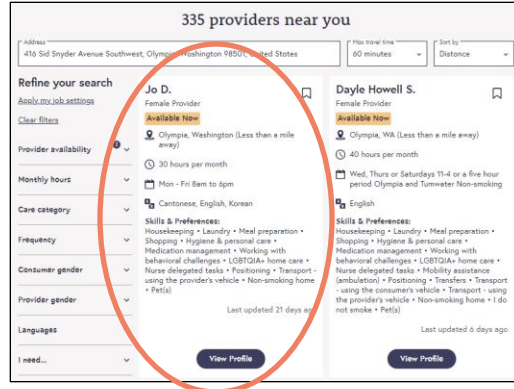 335 providers near you
Address
416 Sid Snyder Avenue Southwest, Olympia, Washington 98501, United States
Max travel time
60 minutes
Sort by
Distance
Refine your search
Apply my job settings
Clear filters
Provider availability
Monthly hours
Care category
Frequency
Consumer gender
Provider gender
Languages
I need...
Jo D.
Female Provider
Available Now
Olympia, Washington (Less than a mile
away)
30 hours per month
Mon - Fri 8am to 6pm
Cantonese, English, Korean
Skills & Preferences:
Housekeeping • Laundry • Meal preparation •
Shopping • Hygiene & personal care •
Medication management • Working with
behavioral challenges • LGBTQIA+ home care •
Nurse delegated tasks • Positioning • Transport -
using the provider's vehicle • Non-smoking home
• Pet(s)
Last updated 21 days ago
View Profile
Dayle Howell S.
Female Provider
Available Now
Olympia, WA (Less than a mile away)
40 hours per month
Wed, Thurs or Saturdays 11-4 or a five hour
period Olympia and Tumwater Non-smoking
English
Skills & Preferences:
Housekeeping • Laundry • Meal preparation •
Shopping • Hygiene & personal care •
Medication management • Working with
behavioral challenges • LGBTQIA+ home care •
Nurse delegated tasks • Mobility assistance
(ambulation) • Positioning • Transfers • Transport
- using the consumer's vehicle • Transport - using
the provider's vehicle • Non-smoking home • I do
not smoke • Pet(s)
Last updated 6 days ago
View Profile